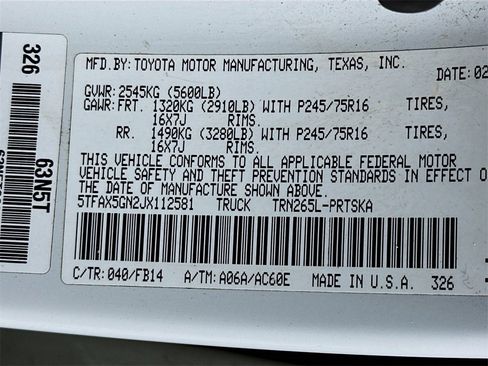 MFD.BY: TOYOTA MOTOR MANUFACTURING, TEXAS, INC.
DATE 02
GVWR: 2545KG (5600LB)
GAWR: FRT. 1320KG (2910LB) WITH P245/75R16 TIRES,
16X7J RIMS.
RR. 1490KG (3280LB) WITH P245/75R16 TIRES,
16X7J RIMS.
THIS VEHICLE CONFORMS TO ALL APPLICABLE FEDERAL MOTOR
VEHICLE SAFETY AND THEFT PREVENTION STANDARDS IN EFFECT O
THE DATE OF MANUFACTURE SHOWN ABOVE.
5TFAX5GN2JX112581 TRUCK TRN265L-PRTSKA
C/TR: 040/FB14 A/TM: A06A/AC60E MADE IN U.S.A. 326
326
63N5T